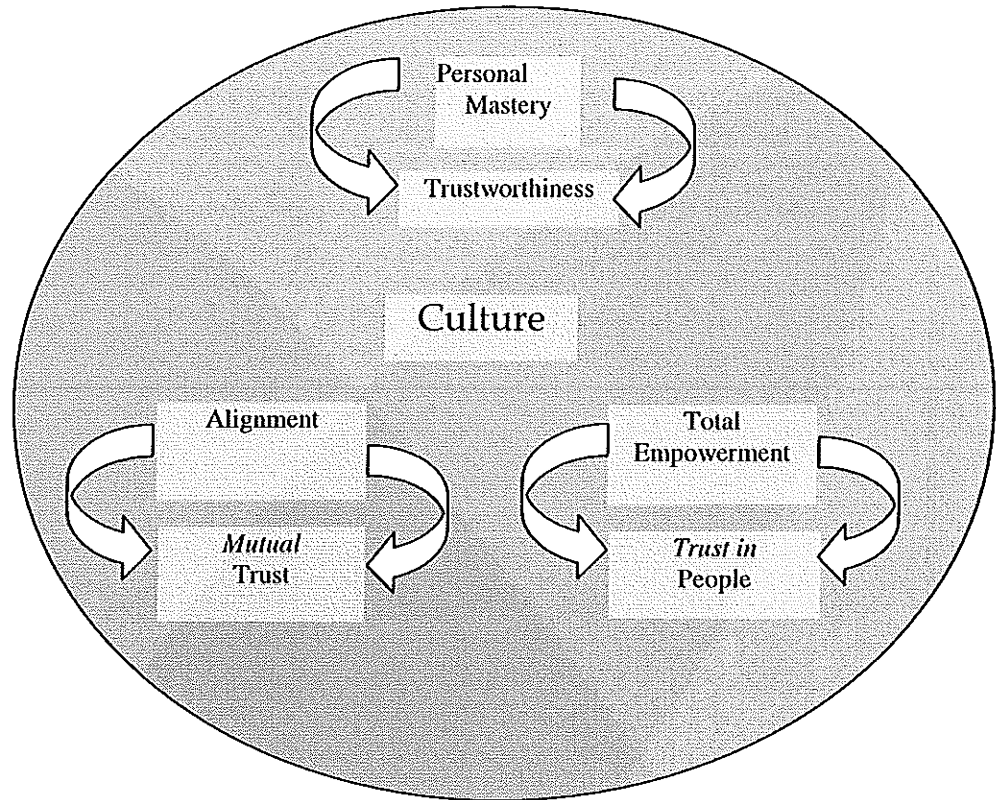 Personal
Mastery
Trustworthiness
Culture
Alignment
Mutual
Trust
Total
Empowerment
Trust in
People